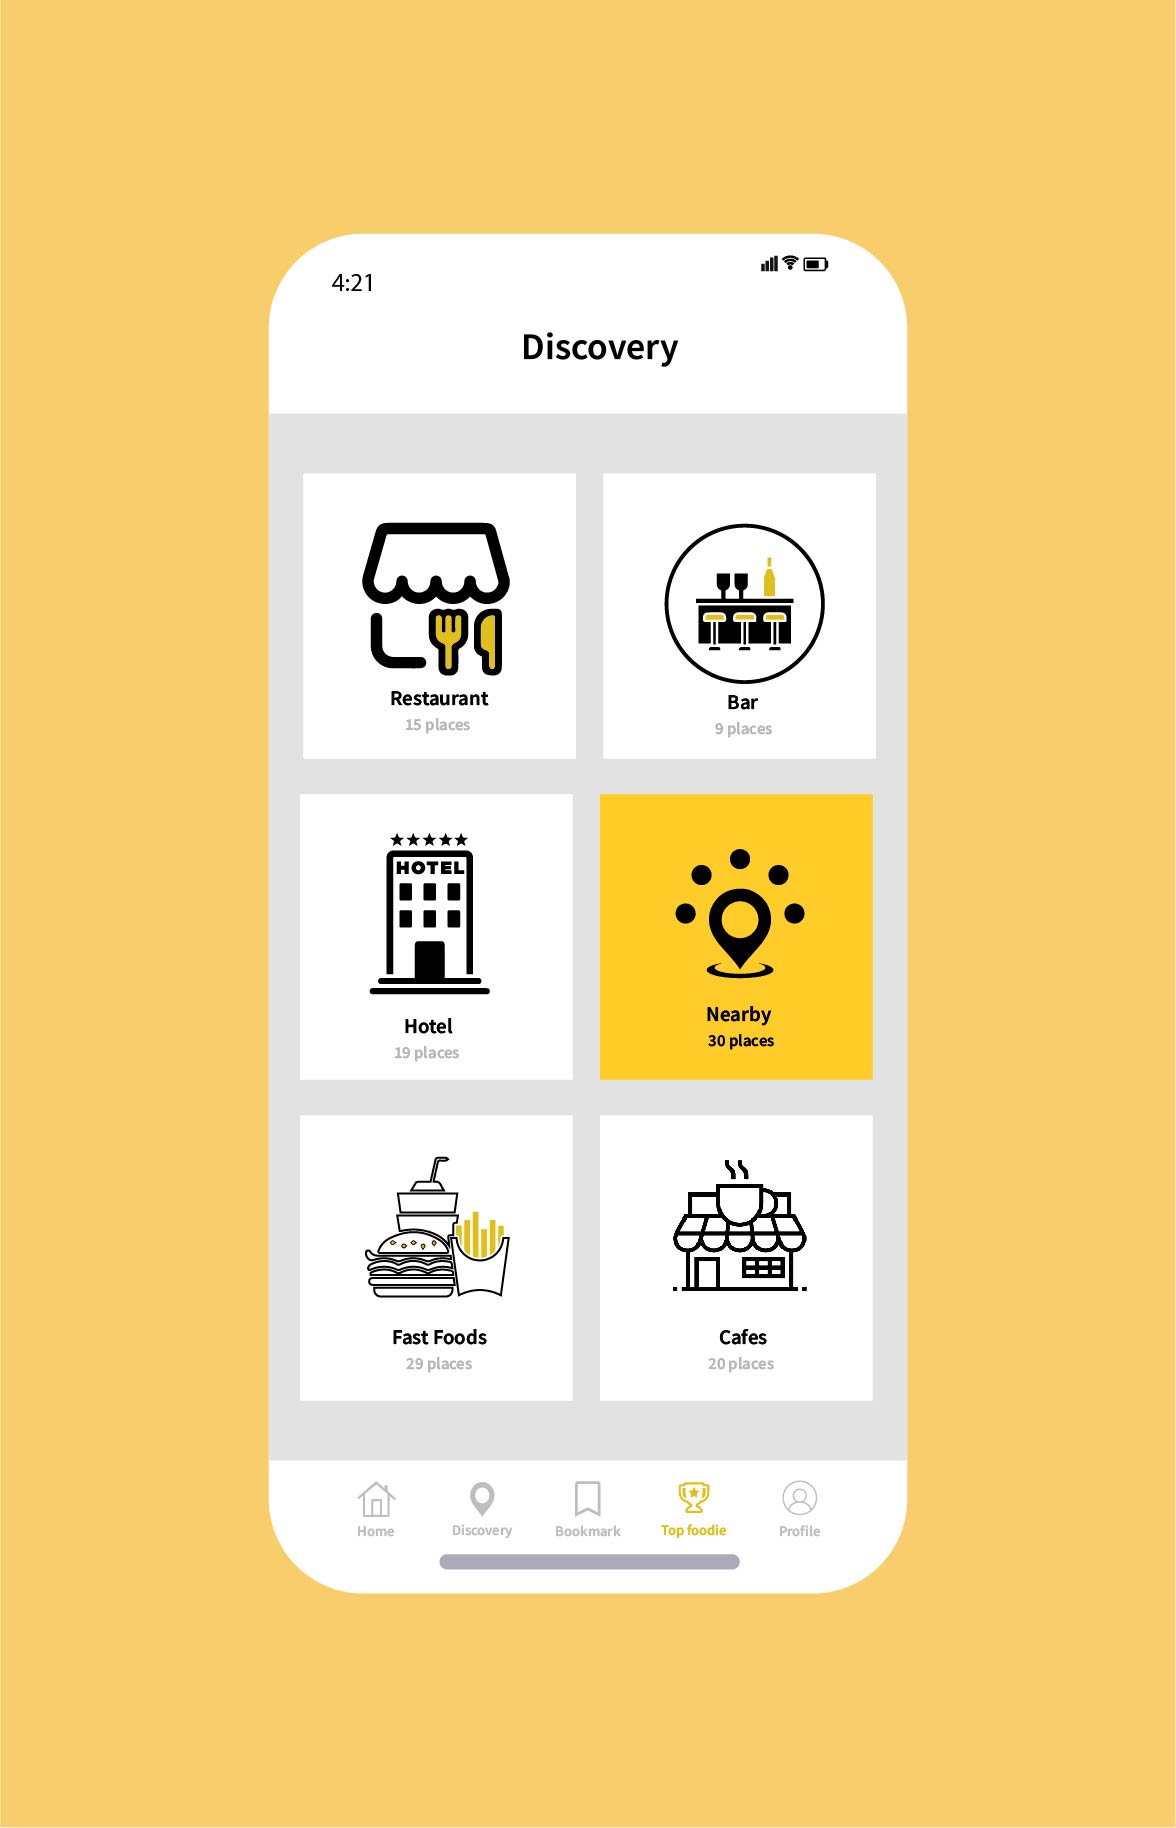 4:21
Discovery
Restaurant
15 places
Bar
9 places
HOTEL
Hotel
19 places
Nearby
30 places
Fast Foods
29 places
Cafes
20 places
Home
Discovery
Bookmark
Top foodie
Profile